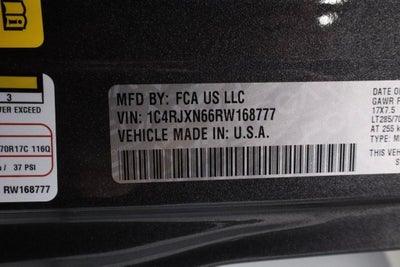 3
WER EXCEED
70R17C 116Q
/ 37 PSI
RW168777
MFD BY: FCA US LLC
VIN: 1C4RJXN66RW168777
VEHICLE MADE IN U.S.A.
DATE OF
GAWR F
17X7.5
LT285/70
AT 255 k
THIS VEH
TYPE: M